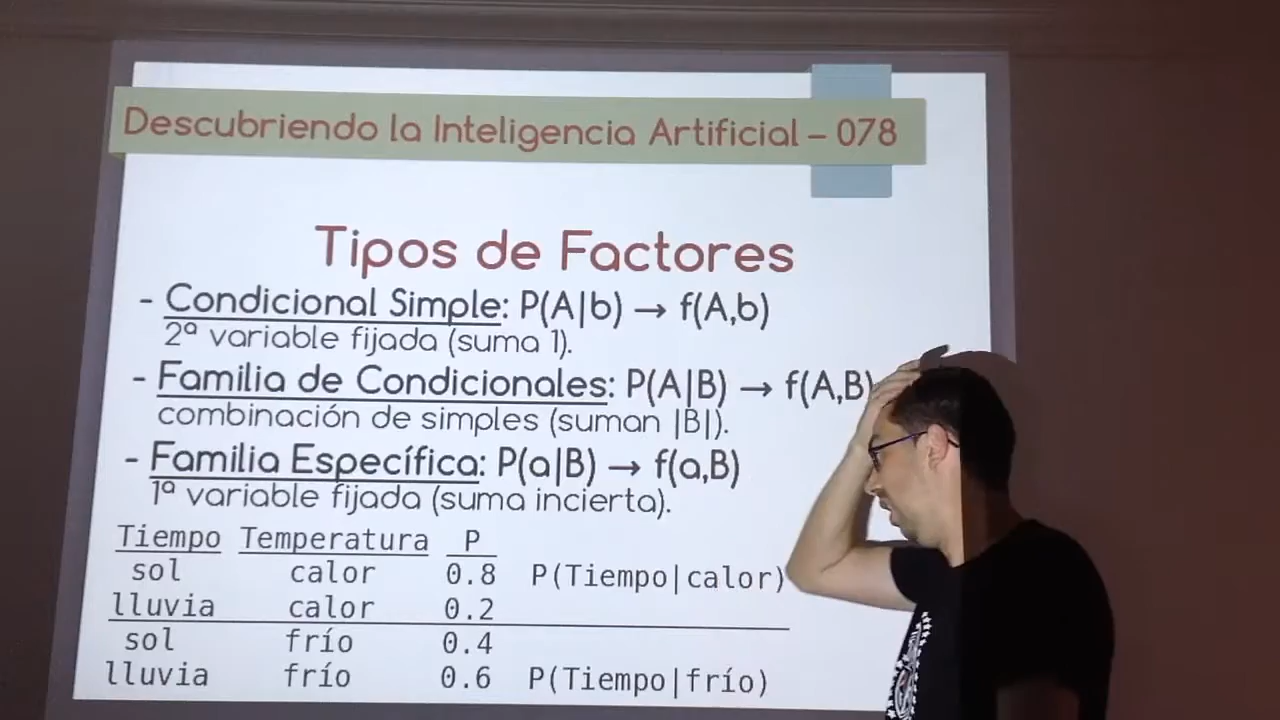 Descubriendo la Inteligencia Artificial – 078
Tipos de Factores
- Condicional Simple: P(A|b) → f(A,b)
2ª variable fijada (suma 1).
- Familia de Condicionales: P(A|B) → f(A,B)
combinación de simples (suman |B|).
- Familia Específica: P(a|B) → f(a,B)
1ª variable fijada (suma incierta).
Tiempo Temperatura P
sol calor 0.8 P(Tiempo|calor)
lluvia calor 0.2
sol frío 0.4
lluvia frío 0.6 P(Tiempo|frío)